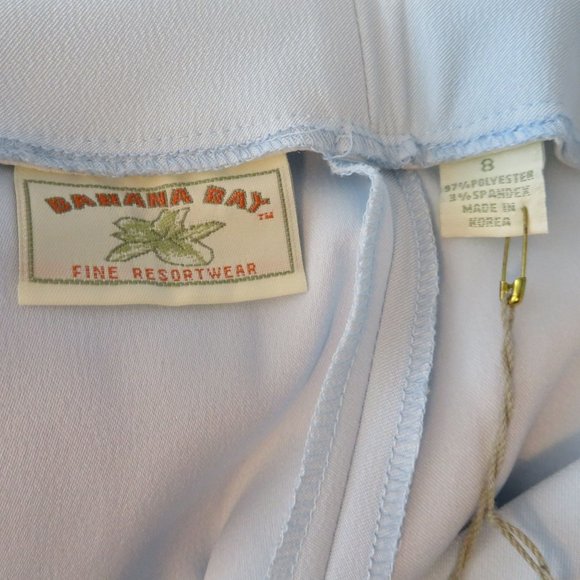 BANANA BAY
TM
FINE RESORTWEAR
8
97% POLYESTER
3% SPANDEX
MADE IN
KOREA